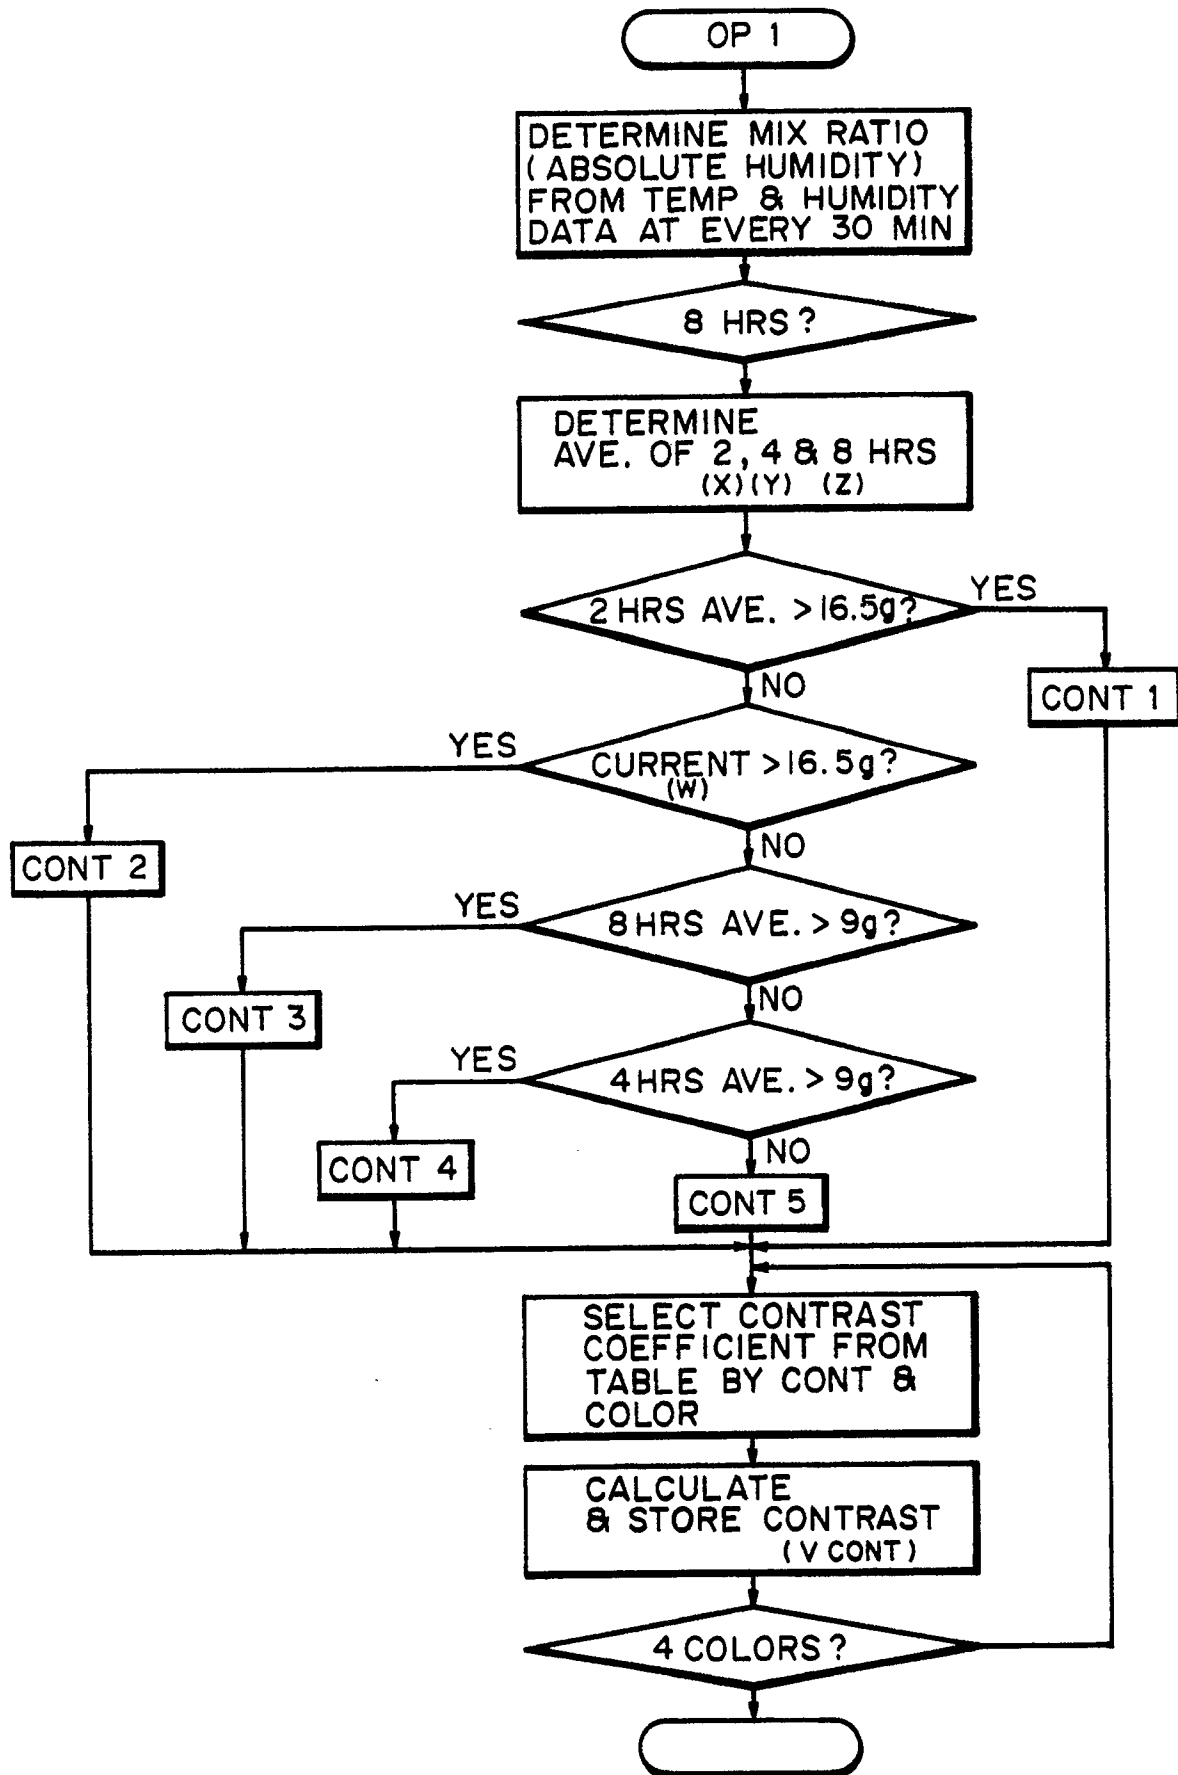 OP 1
DETERMINE MIX RATIO
(ABSOLUTE HUMIDITY)
FROM TEMP & HUMIDITY
DATA AT EVERY 30 MIN
8 HRS?
DETERMINE
AVE. OF 2, 4 & 8 HRS
(X)(Y) (Z)
2 HRS AVE. >16.5g?
YES
NO
CONT 1
YES
CURRENT >16.5g?
(W)
NO
CONT 2
YES
8 HRS AVE. > 9g?
NO
CONT 3
YES
4 HRS AVE. > 9g?
NO
CONT 4
CONT 5
SELECT CONTRAST
COEFFICIENT FROM
TABLE BY CONT &
COLOR
CALCULATE
& STORE CONTRAST
(V CONT)
4 COLORS?